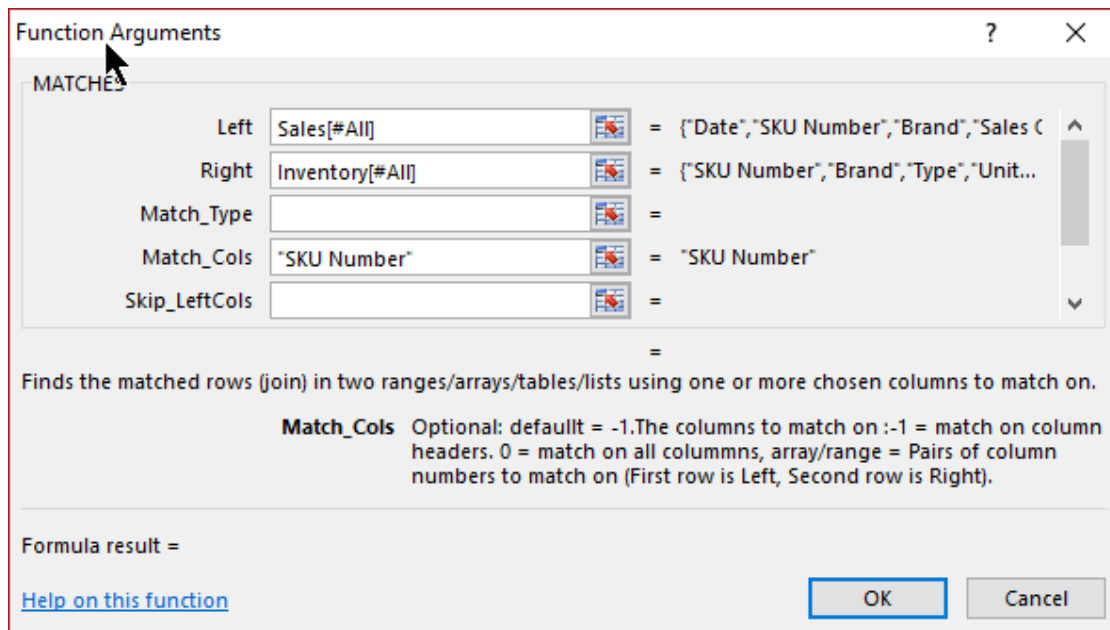 Function Arguments ?
MATCHES
Left Sales[#All] = {"Date","SKU Number","Brand","Sales
Right Inventory[#All] = {"SKU Number","Brand","Type","Unit...
Match_Type =
Match_Cols "SKU Number" = "SKU Number"
Skip_LeftCols =
=
Finds the matched rows (join) in two ranges/arrays/tables/lists using one or more chosen columns to match on.
Match_Cols Optional: defaullt = -1.The columns to match on :-1 = match on column
headers. 0 = match on all colummns, array/range = Pairs of column
numbers to match on (First row is Left, Second row is Right).
Formula result =
Help on this function OK Cancel